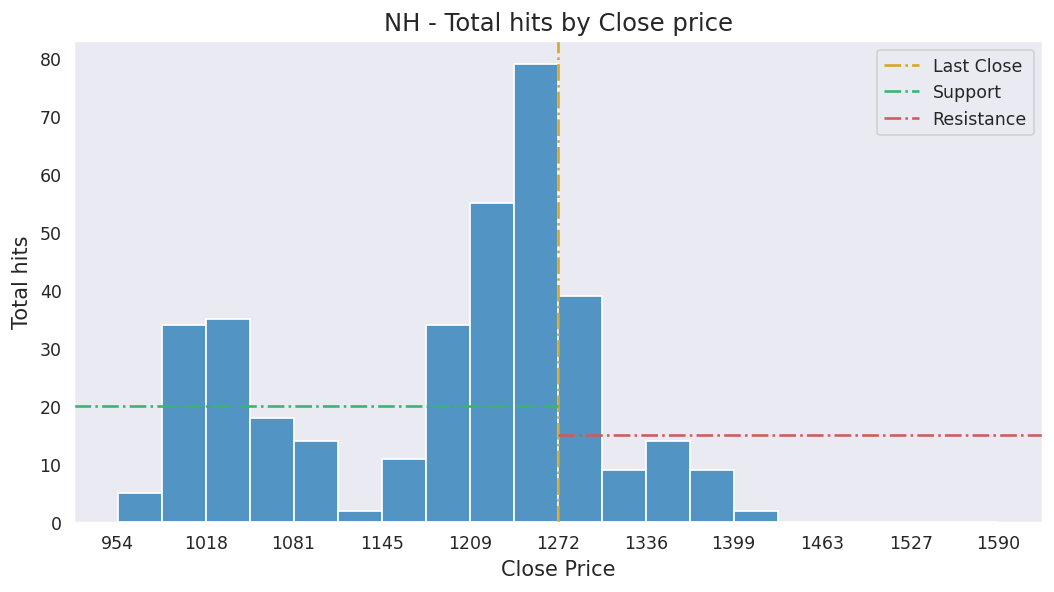 NH - Total hits by Close price
Last Close
Support
Resistance
Total hits
80
70
60
50
40
30
20
10
0
954 1018 1081 1145 1209 1272 1336 1399 1463 1527 1590
Close Price